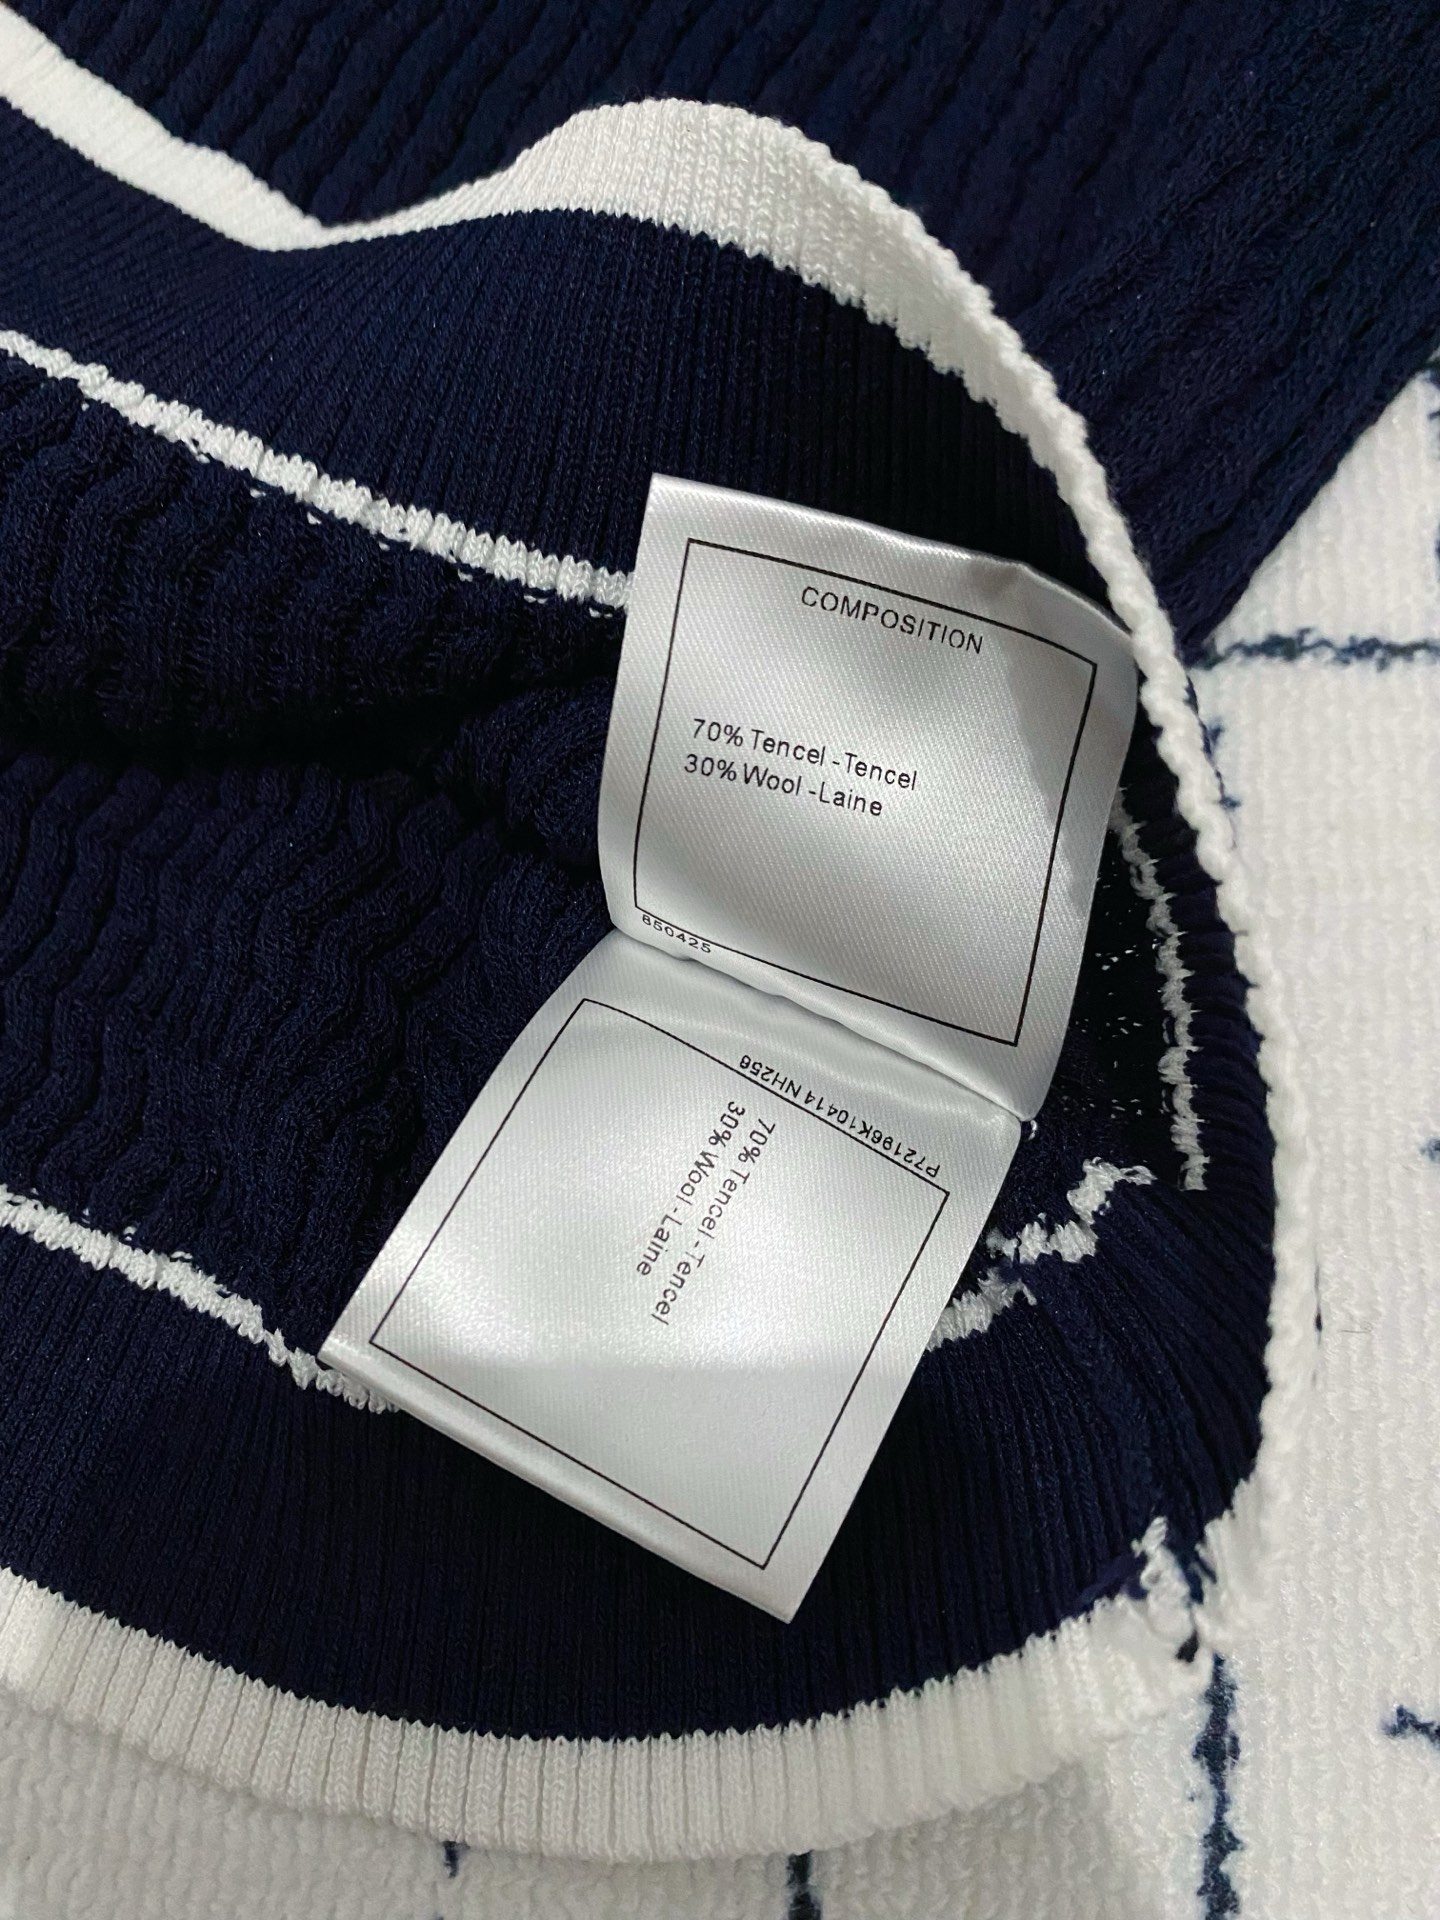 COMPOSITION
70% Tencel -Tencel
30% Wool -Laine
850425
P72196K10414 NH258
70% Tencel -Tencel
30% Wool -Laine